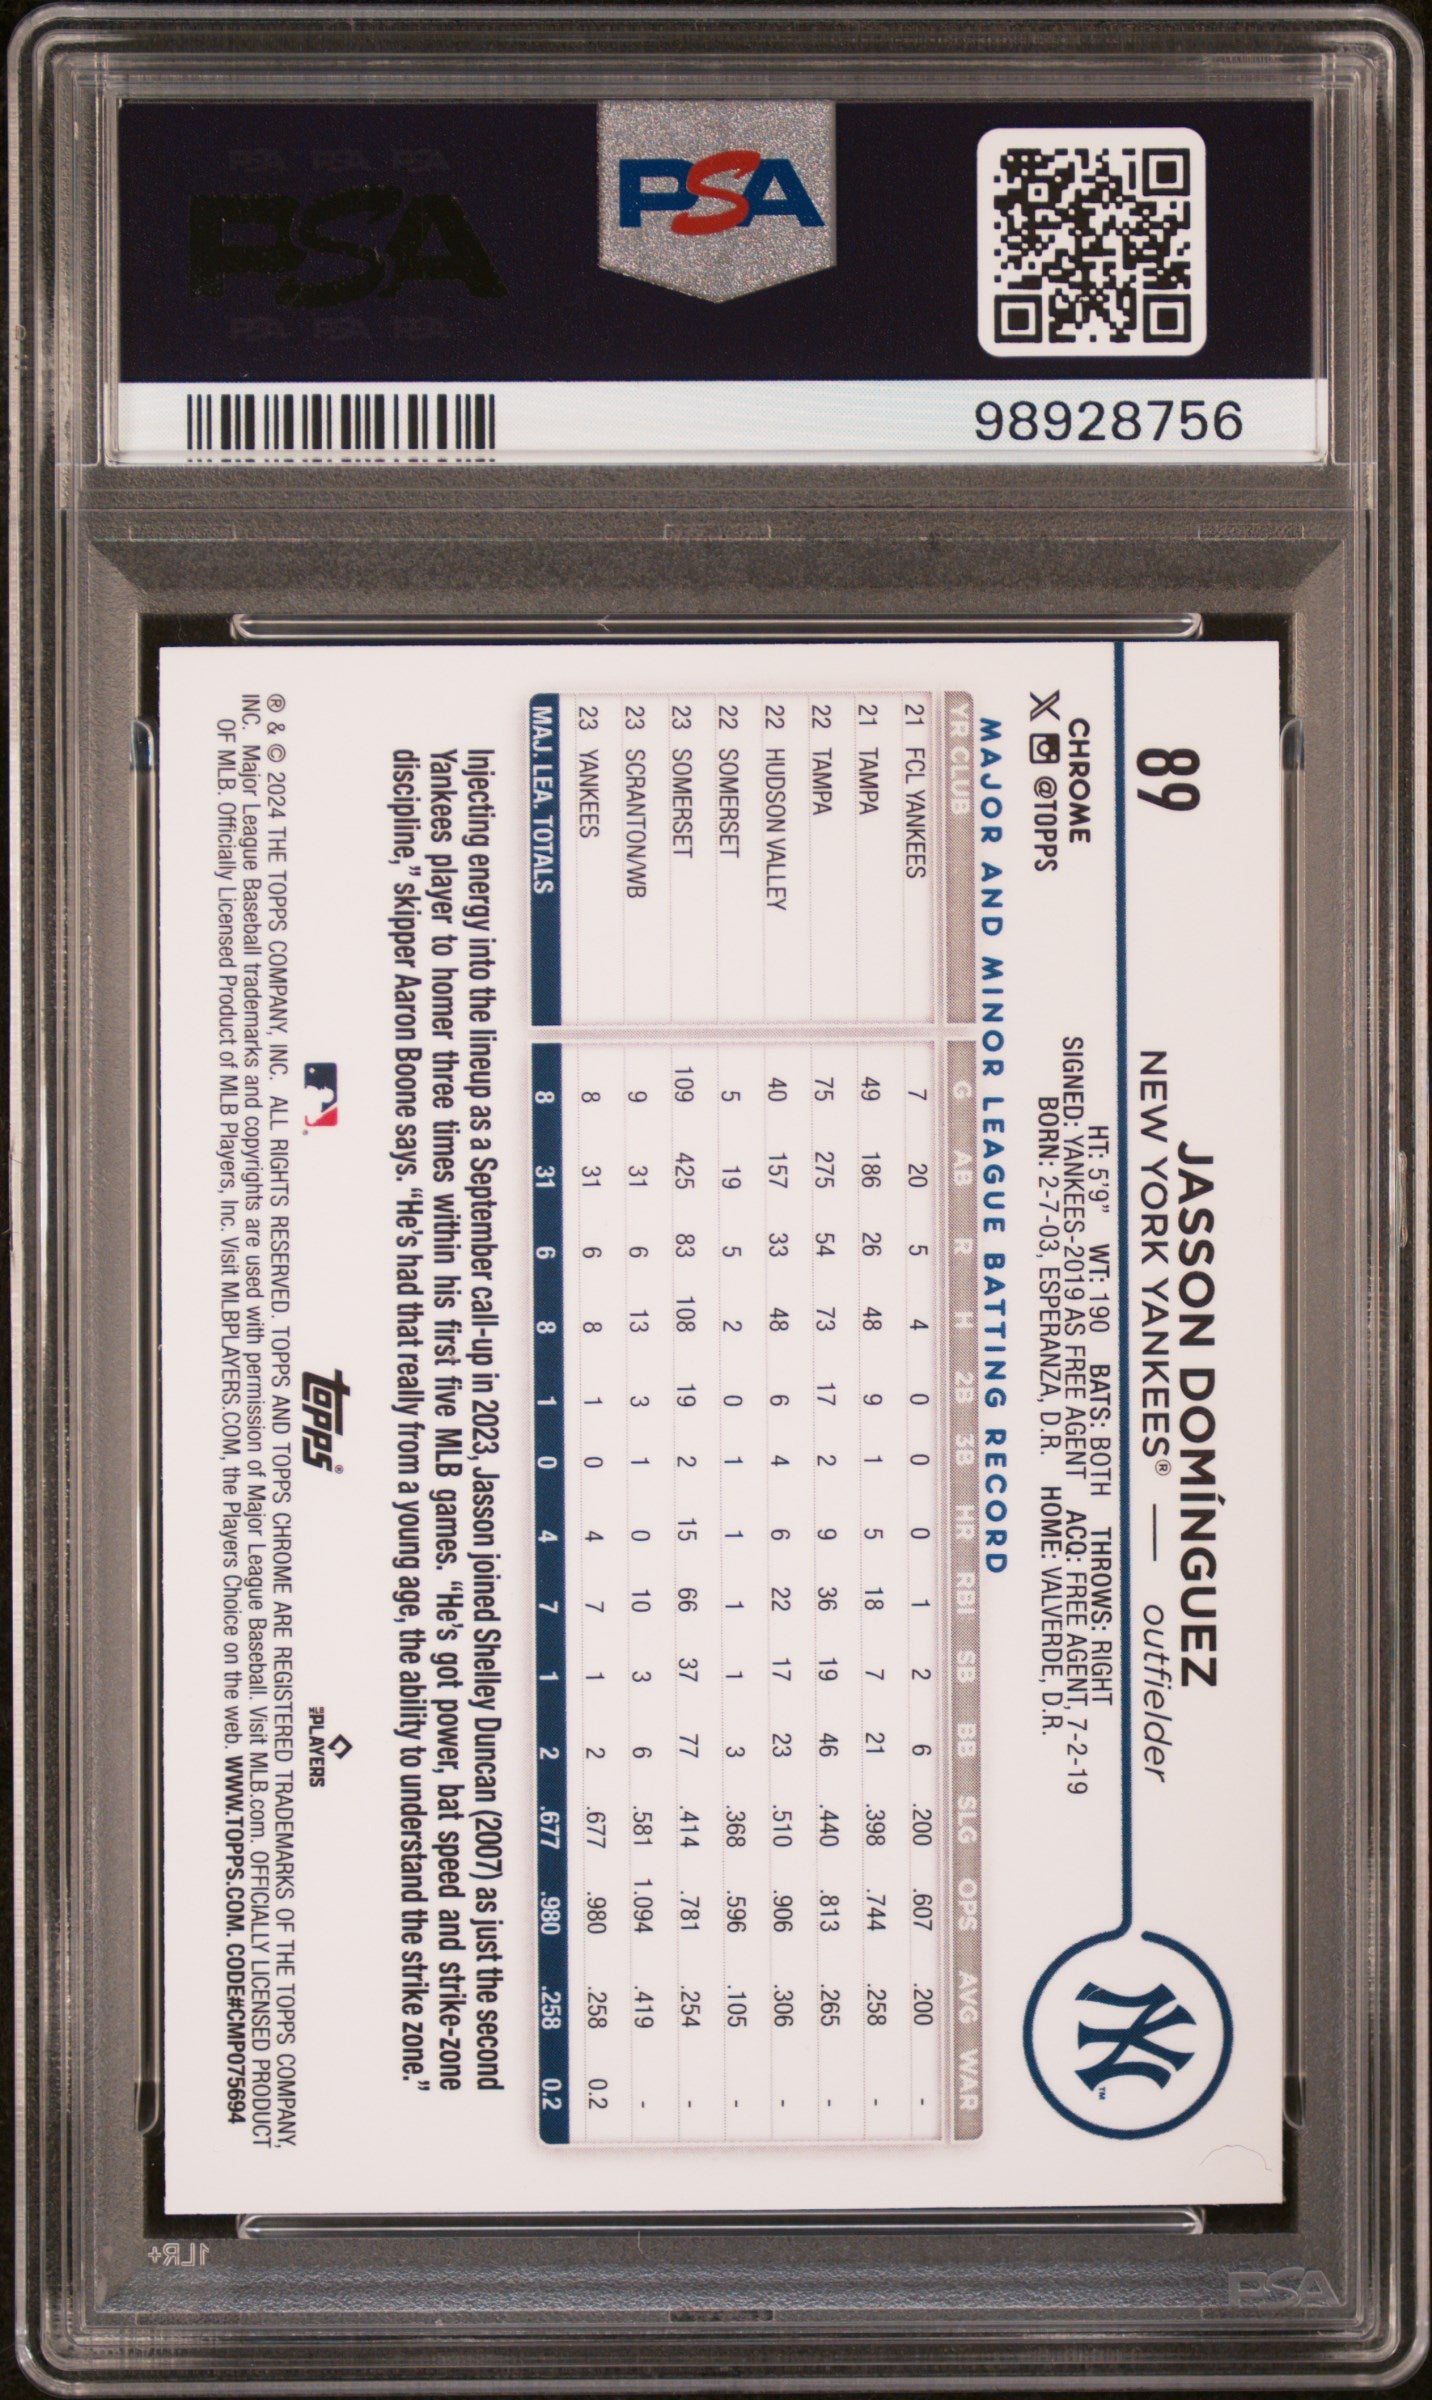 PSA PSA PSA
PSA
PSA PSA PSA
PSA
98928756
89
JASSON DOMÍNGUEZ
NEW YORK YANKEES® — outfielder
CHROME
@TOPPS
HT: 5'9" WT: 190 BATS: BOTH THROWS: RIGHT
SIGNED: YANKEES-2019 AS FREE AGENT ACQ: FREE AGENT, 7-2-19
BORN: 2-7-03, ESPERANZA, D.R. HOME: VALVERDE, D.R.
NY™
MAJOR AND MINOR LEAGUE BATTING RECORD
YR CLUB G AB R H 2B 3B HR RBI SB BB SLG OPS AVG WAR
21 FCL YANKEES 7 20 5 4 0 0 0 1 2 6 .200 .607 .200 -
21 TAMPA 49 186 26 48 9 1 5 18 7 21 .398 .744 .258 -
22 TAMPA 75 275 54 73 17 2 9 36 19 46 .440 .813 .265 -
22 HUDSON VALLEY 40 157 33 48 6 4 6 22 17 23 .510 .906 .306 -
22 SOMERSET 5 19 5 2 0 1 1 1 1 3 .368 .596 .105 -
23 SOMERSET 109 425 83 108 19 2 15 66 37 77 .414 .781 .254 -
23 SCRANTON/WB 9 31 6 13 3 1 0 10 3 6 .581 1.094 .419 -
23 YANKEES 8 31 6 8 1 0 4 7 1 2 .677 .980 .258 0.2
MAJ. LEA. TOTALS 8 31 6 8 1 0 4 7 1 2 .677 .980 .258 0.2
Injecting energy into the lineup as a September call-up in 2023, Jasson joined Shelley Duncan (2007) as just the second
Yankees player to homer three times within his first five MLB games. “He’s got power, bat speed and strike-zone
discipline,” skipper Aaron Boone says. “He’s had that really from a young age, the ability to understand the strike zone.”
topps®
THE PLAYERS
® & © 2024 THE TOPPS COMPANY, INC. ALL RIGHTS RESERVED. TOPPS AND TOPPS CHROME ARE REGISTERED TRADEMARKS OF THE TOPPS COMPANY,
INC. Major League Baseball trademarks and copyrights are used with permission of Major League Baseball. Visit MLB.com. OFFICIALLY LICENSED PRODUCT
OF MLB. Officially Licensed Product of MLB Players, Inc. Visit MLBPLAYERS.COM, the Players Choice on the web. WWW.TOPPS.COM. CODE#CMP075694
1LR+
PSA